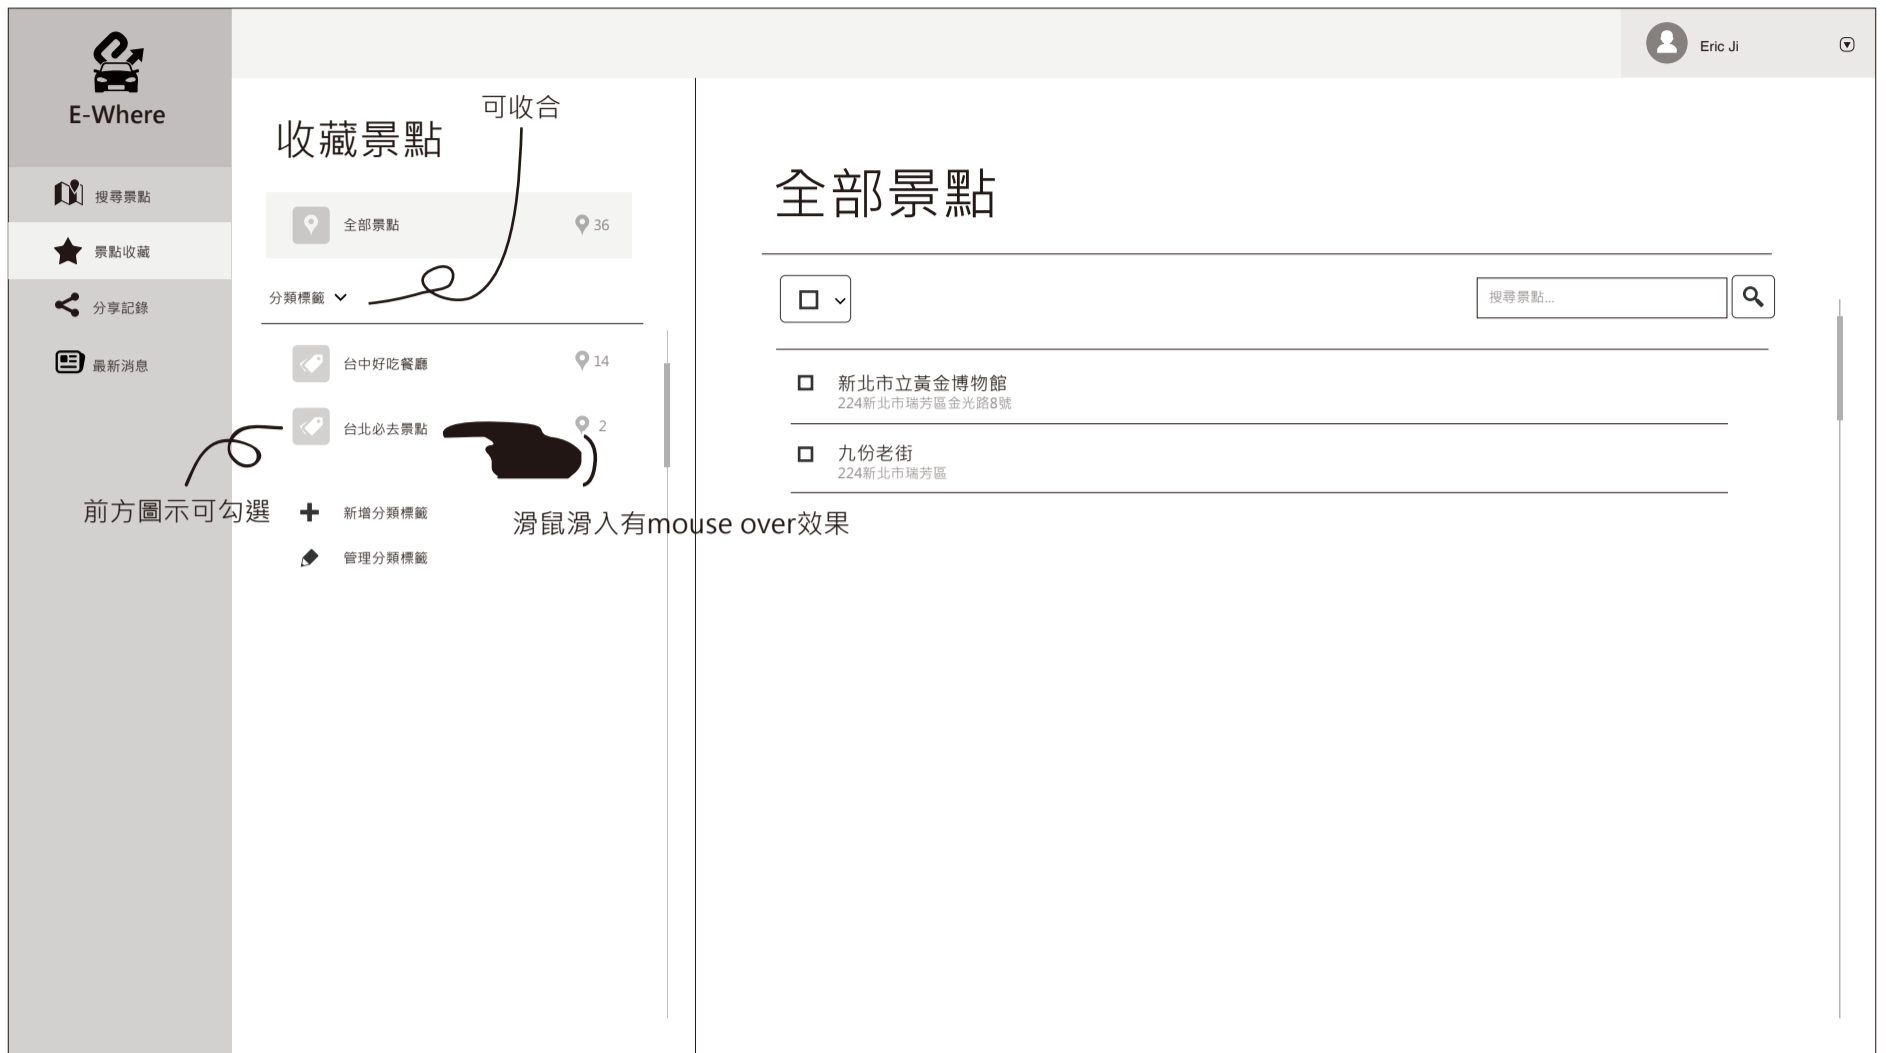 E-Where
Eric Ji
搜尋景點
景點收藏
分享記錄
最新消息
收藏景點
可收合
全部景點 36
分類標籤
台中好吃餐廳 14
台北必去景點 2
前方圖示可勾選
新增分類標籤
滑鼠滑入有mouse over效果
管理分類標籤
全部景點
搜尋景點...
新北市立黃金博物館
224新北市瑞芳區金光路8號
九份老街
224新北市瑞芳區